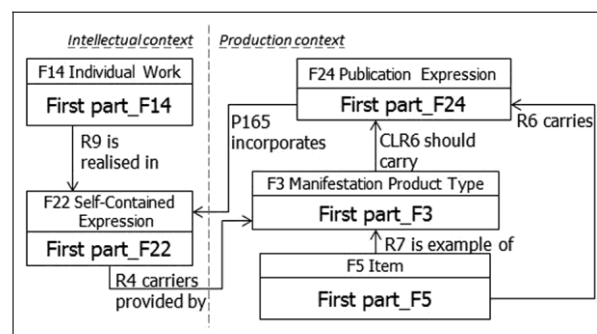 Intellectual context
Production context
F14 Individual Work
First part_F14
R9 is
realised in
F22 Self-Contained
Expression
First part_F22
R4 carriers
provided by
F24 Publication Expression
First part_F24
P165
incorporates
CLR6 should
carry
R6 carries
F3 Manifestation Product Type
First part_F3
R7 is example of
F5 Item
First part_F5